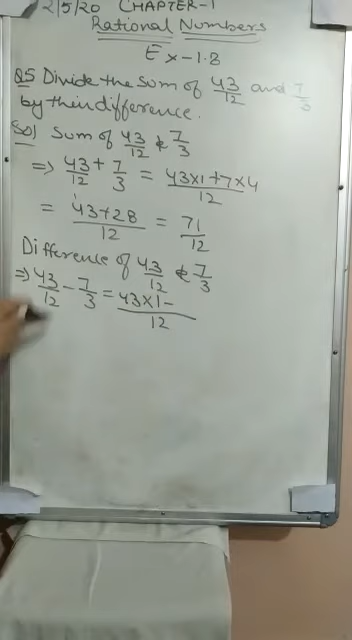 2/5/20 CHAPTER-1
Rational Numbers
Ex-1.8
Q5 Divide the sum of 43/12 and 7/3
by their difference.
Sol Sum of 43/12 & 7/3
⇒ 43/12 + 7/3 = 43×1+7×4/12
= 43+28/12 = 71/12
Difference of 43/12 & 7/3
⇒ 43/12 - 7/3 = 43×1-/12